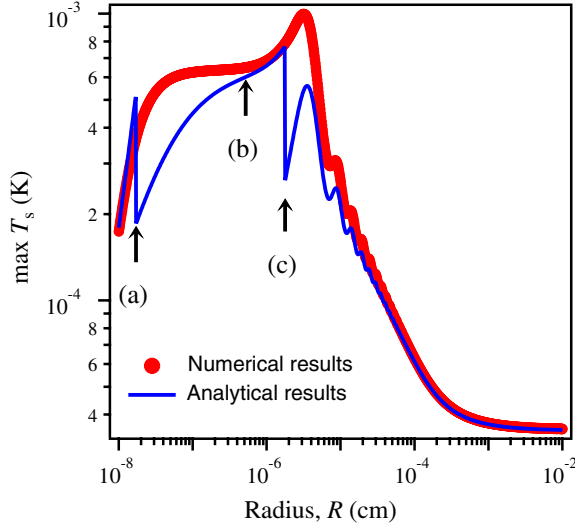 10^-3
8
6
4
2
10^-4
8
6
4
max T_s (K)
(a)
(b)
(c)
Numerical results
Analytical results
10^-8 10^-6 10^-4 10^-2
Radius, R (cm)